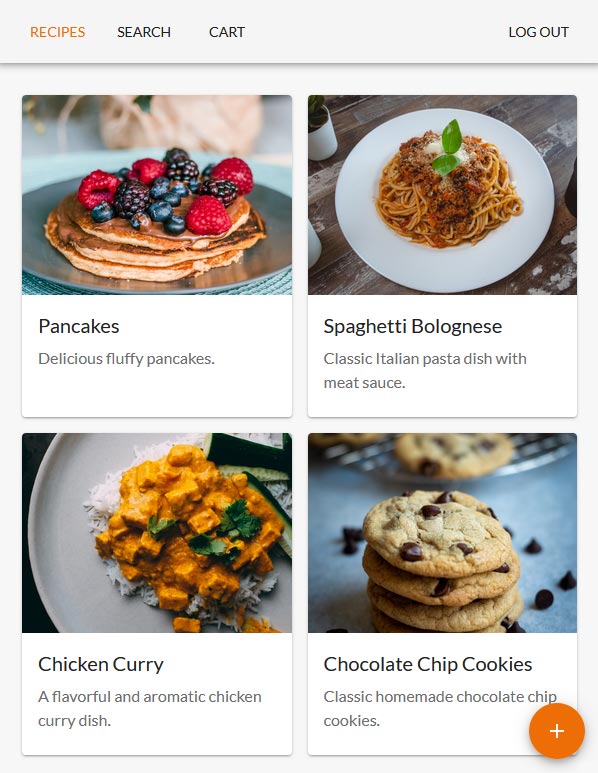 RECIPES SEARCH CART LOG OUT
Pancakes
Delicious fluffy pancakes.
Spaghetti Bolognese
Classic Italian pasta dish with
meat sauce.
Chicken Curry
A flavorful and aromatic chicken
curry dish.
Chocolate Chip Cookies
Classic homemade chocolate chip
cookies.
+